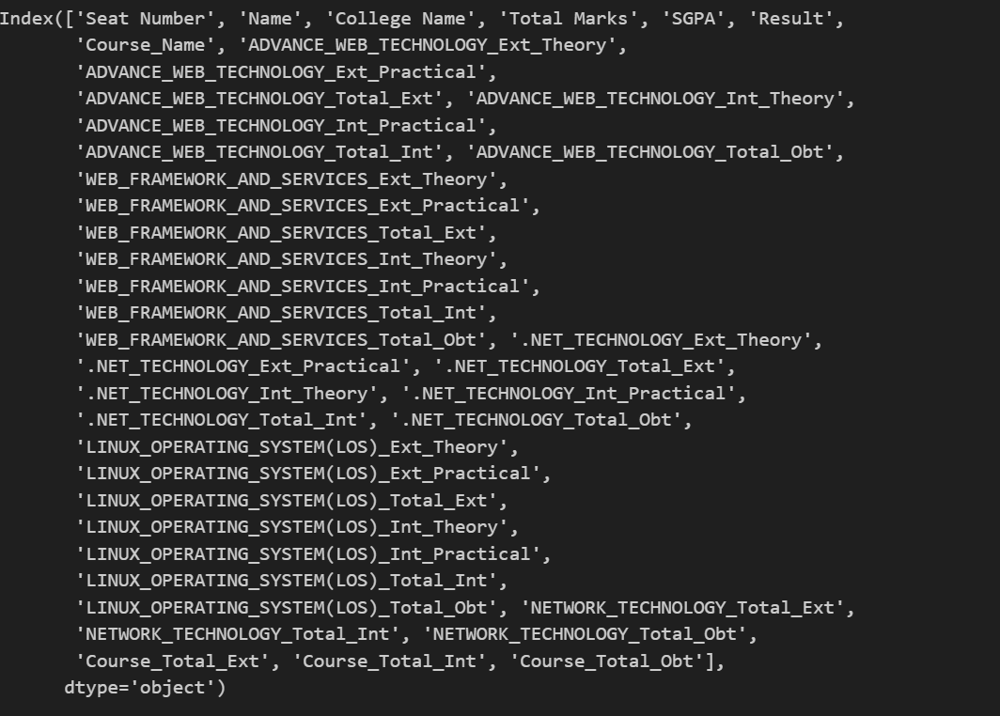 Index(['Seat Number', 'Name', 'College Name', 'Total Marks', 'SGPA', 'Result',
'Course_Name', 'ADVANCE_WEB_TECHNOLOGY_Ext_Theory',
'ADVANCE_WEB_TECHNOLOGY_Ext_Practical',
'ADVANCE_WEB_TECHNOLOGY_Total_Ext', 'ADVANCE_WEB_TECHNOLOGY_Int_Theory',
'ADVANCE_WEB_TECHNOLOGY_Int_Practical',
'ADVANCE_WEB_TECHNOLOGY_Total_Int', 'ADVANCE_WEB_TECHNOLOGY_Total_Obt',
'WEB_FRAMEWORK_AND_SERVICES_Ext_Theory',
'WEB_FRAMEWORK_AND_SERVICES_Ext_Practical',
'WEB_FRAMEWORK_AND_SERVICES_Total_Ext',
'WEB_FRAMEWORK_AND_SERVICES_Int_Theory',
'WEB_FRAMEWORK_AND_SERVICES_Int_Practical',
'WEB_FRAMEWORK_AND_SERVICES_Total_Int',
'WEB_FRAMEWORK_AND_SERVICES_Total_Obt', '.NET_TECHNOLOGY_Ext_Theory',
'.NET_TECHNOLOGY_Ext_Practical', '.NET_TECHNOLOGY_Total_Ext',
'.NET_TECHNOLOGY_Int_Theory', '.NET_TECHNOLOGY_Int_Practical',
'.NET_TECHNOLOGY_Total_Int', '.NET_TECHNOLOGY_Total_Obt',
'LINUX_OPERATING_SYSTEM(LOS)_Ext_Theory',
'LINUX_OPERATING_SYSTEM(LOS)_Ext_Practical',
'LINUX_OPERATING_SYSTEM(LOS)_Total_Ext',
'LINUX_OPERATING_SYSTEM(LOS)_Int_Theory',
'LINUX_OPERATING_SYSTEM(LOS)_Int_Practical',
'LINUX_OPERATING_SYSTEM(LOS)_Total_Int',
'LINUX_OPERATING_SYSTEM(LOS)_Total_Obt', 'NETWORK_TECHNOLOGY_Total_Ext',
'NETWORK_TECHNOLOGY_Total_Int', 'NETWORK_TECHNOLOGY_Total_Obt',
'Course_Total_Ext', 'Course_Total_Int', 'Course_Total_Obt'],
dtype='object')